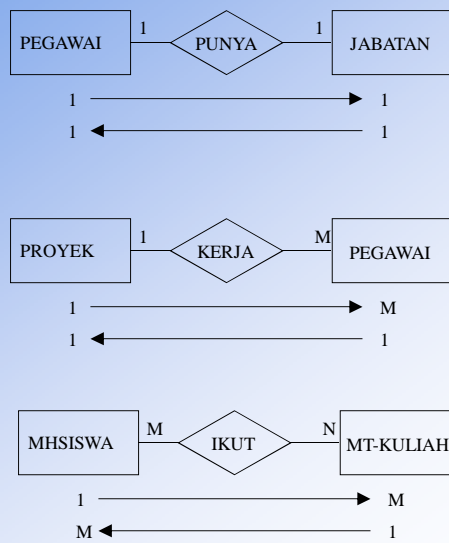 PEGAWAI 1 PUNYA 1 JABATAN
1 1
1 1
PROYEK 1 KERJA M PEGAWAI
1 M
1 1
MHSISWA M IKUT N MT-KULIAH
1 M
M 1